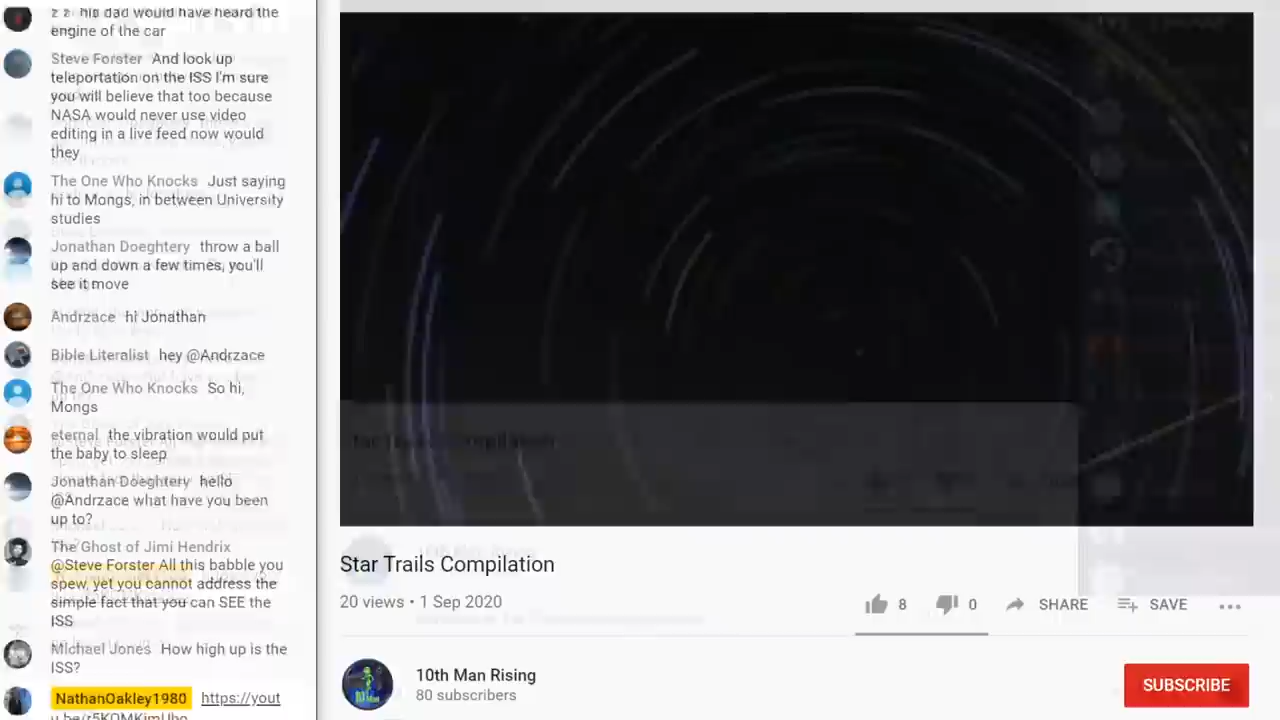 z z his dad would have heard the
engine of the car
Steve Forster And look up
teleportation on the ISS I'm sure
you will believe that too because
NASA would never use video
editing in a live feed now would
they
The One Who Knocks Just saying
hi to Mongs, in between University
studies
Jonathan Doeghtery throw a ball
up and down a few times, you'll
see it move
Andrzace hi Jonathan
Bible Literalist hey @Andrzace
The One Who Knocks So hi,
Mongs
eternal the vibration would put
the baby to sleep
Jonathan Doeghtery hello
@Andrzace what have you been
up to?
The Ghost of Jimi Hendrix
@Steve Forster All this babble you
spew, yet you cannot address the
simple fact that you can SEE the
ISS
Michael Jones How high up is the
ISS?
NathanOakley1980 https://yout
Star Trails Compilation
20 views • 1 Sep 2020
8 0 SHARE SAVE
10th Man Rising
80 subscribers
SUBSCRIBE